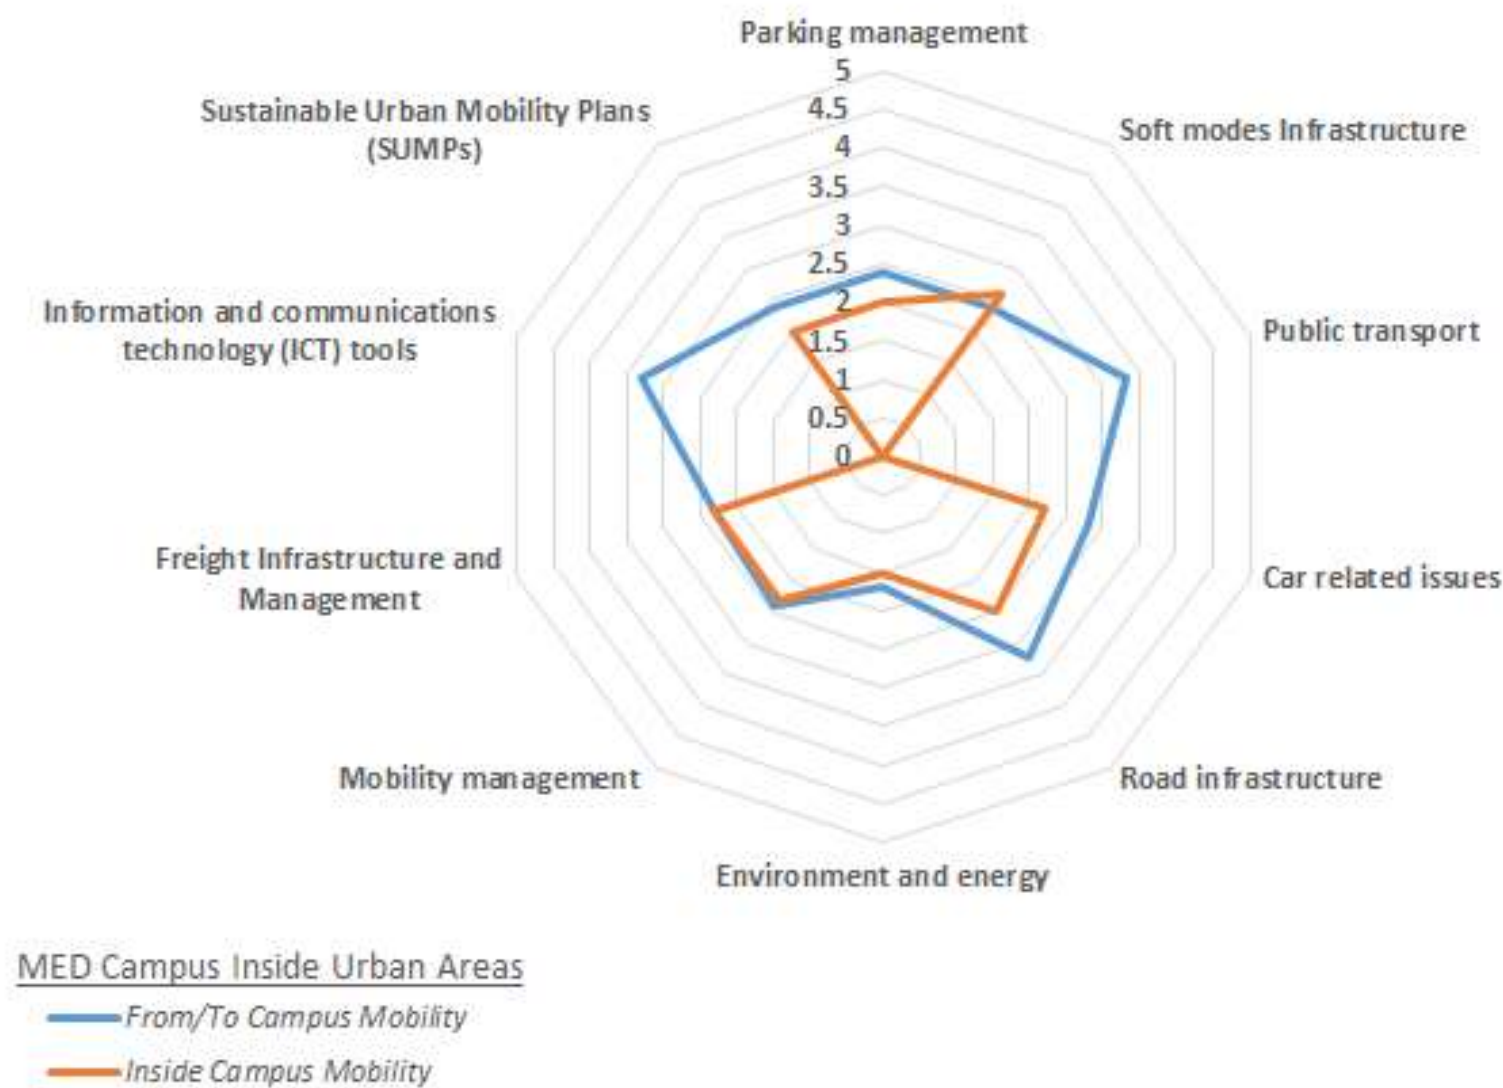 Parking management
Sustainable Urban Mobility Plans
(SUMPs)
Soft modes Infrastructure
Information and communications
technology (ICT) tools
Public transport
5
4.5
4
3.5
3
2.5
2
1.5
1
0.5
0
Freight Infrastructure and
Management
Car related issues
Mobility management
Road infrastructure
Environment and energy
MED Campus Inside Urban Areas
From/To Campus Mobility
Inside Campus Mobility